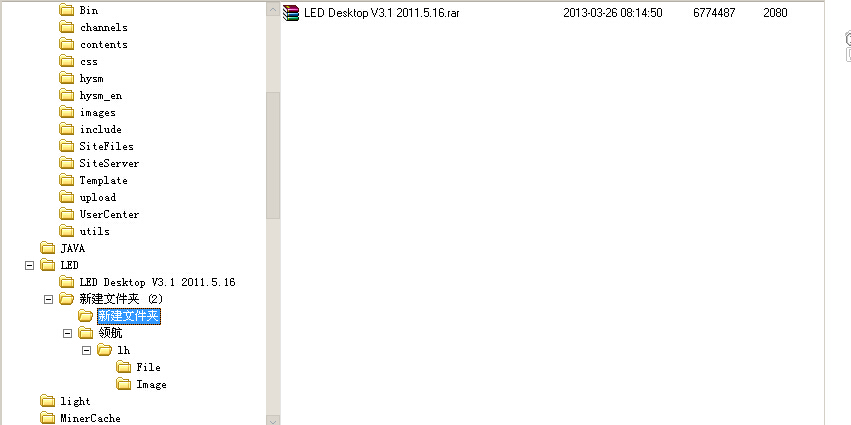 Bin
channels
contents
css
hysm
hysm_en
images
include
SiteFiles
SiteServer
Template
upload
UserCenter
utils
JAVA
LED
LED Desktop V3.1 2011.5.16
新建文件夹 (2)
新建文件夹
领航
lh
File
Image
light
MinerCache
LED Desktop V3.1 2011.5.16.rar 2013-03-26 08:14:50 6774487 2080